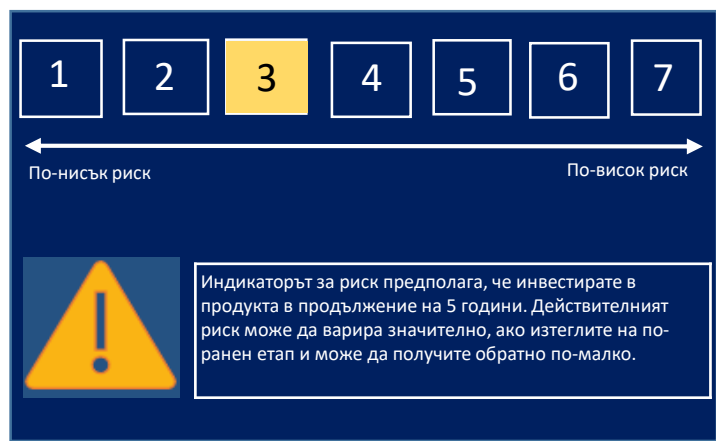 1 2 3 4 5 6 7
По-нисък риск По-висок риск
Индикаторът за риск предполага, че инвестирате в
продукта в продължение на 5 години. Действителният
риск може да варира значително, ако изтеглите на по-
ранен етап и може да получите обратно по-малко.